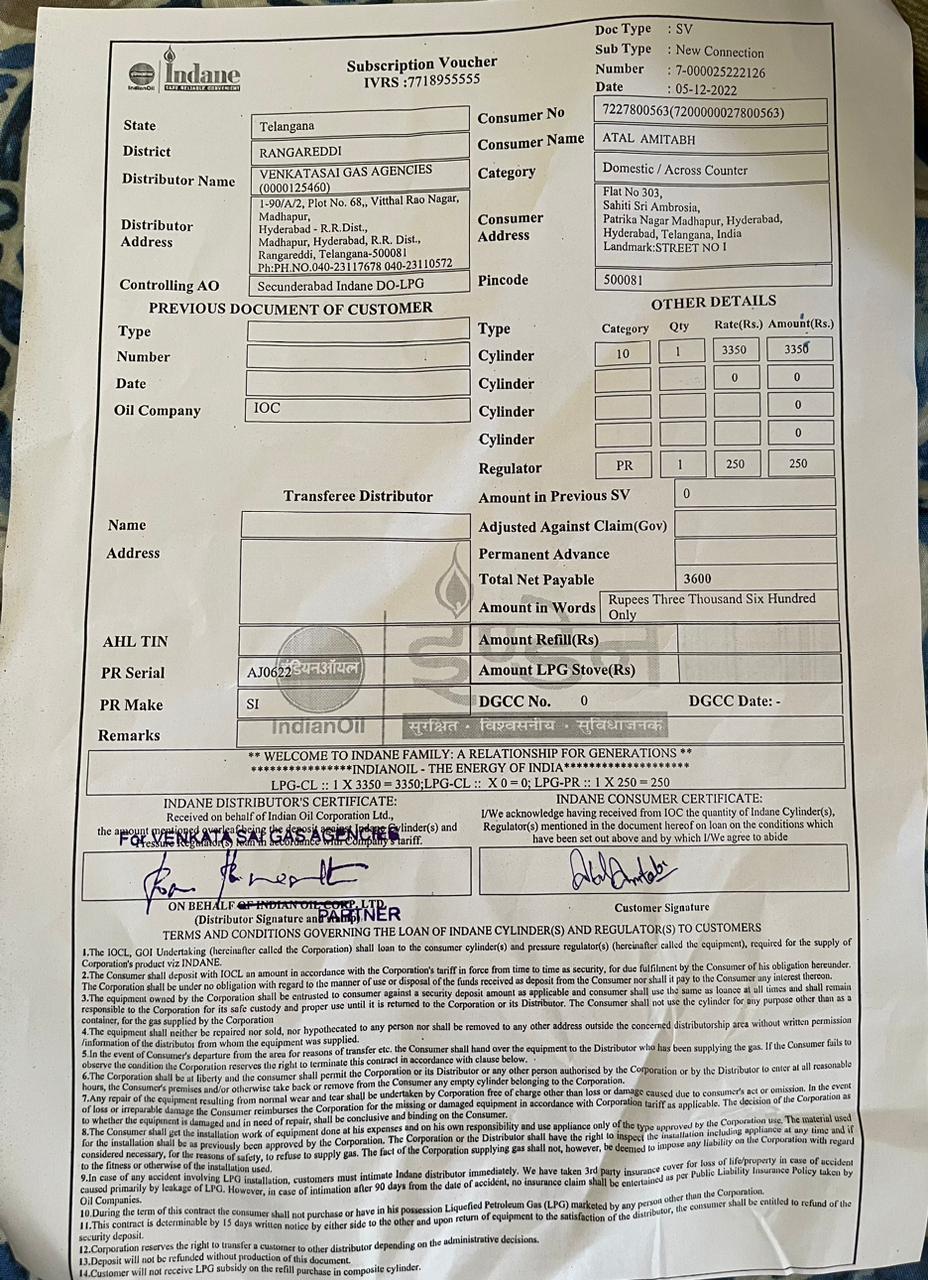 Doc Type : SV
Sub Type : New Connection
Number : 7-000025222126
Date : 05-12-2022
IndianOil
Indane
SAFE RELIABLE CONVENIENT
Subscription Voucher
IVRS :7718955555
State Telangana
District RANGAREDDI
Distributor Name VENKATASAI GAS AGENCIES
(0000125460)
Distributor Address 1-90/A/2, Plot No. 68,, Vitthal Rao Nagar,
Madhapur,
Hyderabad - R.R.Dist.,
Madhapur, Hyderabad, R.R. Dist.,
Rangareddi, Telangana-500081
Ph:PH.NO.040-23117678 040-23110572
Controlling AO Secunderabad Indane DO-LPG
Consumer No 7227800563(7200000027800563)
Consumer Name ATAL AMITABH
Category Domestic / Across Counter
Consumer Address Flat No 303,
Sahiti Sri Ambrosia,
Patrika Nagar Madhapur, Hyderabad,
Hyderabad, Telangana, India
Landmark:STREET NO 1
Pincode 500081
PREVIOUS DOCUMENT OF CUSTOMER
Type
Number
Date
Oil Company IOC
OTHER DETAILS
Type Category Qty Rate(Rs.) Amount(Rs.)
Cylinder 10 1 3350 3350
Cylinder 0 0
Cylinder 0
Cylinder 0
Regulator PR 1 250 250
Transferee Distributor
Name
Address
AHL TIN
PR Serial AJ0622
PR Make SI
Remarks
Amount in Previous SV 0
Adjusted Against Claim(Gov)
Permanent Advance
Total Net Payable 3600
Amount in Words Rupees Three Thousand Six Hundred
Only
Amount Refill(Rs)
Amount LPG Stove(Rs)
DGCC No. 0 DGCC Date: -
इंडियनऑयल
IndianOil
इण्डेन
सुरक्षित · विश्वसनीय · सुविधाजनक
** WELCOME TO INDANE FAMILY: A RELATIONSHIP FOR GENERATIONS **
****************INDIANOIL - THE ENERGY OF INDIA********************
LPG-CL :: 1 X 3350 = 3350;LPG-CL :: X 0 = 0; LPG-PR :: 1 X 250 = 250
INDANE DISTRIBUTOR'S CERTIFICATE:
Received on behalf of Indian Oil Corporation Ltd.,
the amount mentioned overleaf being the deposit against Indane Cylinder(s) and
Pressure Regulator(s) loan in accordance with Company's tariff.
For VENKATA SAI GAS AGENCIES
ON BEHALF OF INDIAN OIL CORP. LTD.
(Distributor Signature and
PARTNER
INDANE CONSUMER CERTIFICATE:
I/We acknowledge having received from IOC the quantity of Indane Cylinder(s),
Regulator(s) mentioned in the document hereof on loan on the conditions which
have been set out above and by which I/We agree to abide
Atal Amitabh
Customer Signature
TERMS AND CONDITIONS GOVERNING THE LOAN OF INDANE CYLINDER(S) AND REGULATOR(S) TO CUSTOMERS
1.The IOCL, GOI Undertaking (hereinafter called the Corporation) shall loan to the consumer cylinder(s) and pressure regulator(s) (hereinafter called the equipment), required for the supply of
Corporation's product viz INDANE.
2.The Consumer shall deposit with IOCL an amount in accordance with the Corporation's tariff in force from time to time as security, for due fulfilment by the Consumer of his obligation hereunder.
The Corporation shall be under no obligation with regard to the manner of use or disposal of the funds received as deposit from the Consumer nor shall it pay to the Consumer any interest thereon.
3.The equipment owned by the Corporation shall be entrusted to consumer against a security deposit amount as applicable and consumer shall use the same as loance at all times and shall remain
responsible to the Corporation for its safe custody and proper use until it is returned to the Corporation or its Distributor. The Consumer shall not use the cylinder for any purpose other than as a
container, for the gas supplied by the Corporation
4.The equipment shall neither be repaired nor sold, nor hypothecated to any person nor shall be removed to any other address outside the concerned distributorship area without written permission
/information of the distributor from whom the equipment was supplied.
5.In the event of Consumer's departure from the area for reasons of transfer etc. the Consumer shall hand over the equipment to the Distributor who has been supplying the gas. If the Consumer fails to
observe the condition the Corporation reserves the right to terminate this contract in accordance with clause below.
6.The Corporation shall be at liberty and the consumer shall permit the Corporation or its Distributor or any other person authorised by the Corporation or by the Distributor to enter at all reasonable
hours, the Consumer's premises and/or otherwise take back or remove from the Consumer any empty cylinder belonging to the Corporation.
7.Any repair of the equipment resulting from normal wear and tear shall be undertaken by Corporation free of charge other than loss or damage caused due to consumer's act or omission. In the event
of loss or irreparable damage the Consumer reimburses the Corporation for the missing or damaged equipment in accordance with Corporation tariff as applicable. The decision of the Corporation as
to whether the equipment is damaged and in need of repair, shall be conclusive and binding on the Consumer.
8.The Consumer shall get the installation work of equipment done at his expenses and on his own responsibility and use appliance only of the type approved by the Corporation use. The material used
for the installation shall be as previously been approved by the Corporation. The Corporation or the Distributor shall have the right to inspect the installation including appliance at any time and if
considered necessary, for the reasons of safety, to refuse to supply gas. The fact of the Corporation supplying gas shall not, however, be deemed to impose any liability on the Corporation with regard
to the fitness or otherwise of the installation used.
9.In case of any accident involving LPG installation, customers must intimate Indane distributor immediately. We have taken 3rd party insurance cover for loss of life/property in case of accident
caused primarily by leakage of LPG. However, in case of intimation after 90 days from the date of accident, no insurance claim shall be entertained as per Public Liability Insurance Policy taken by
Oil Companies.
10.During the term of this contract the consumer shall not purchase or have in his possession Liquefied Petroleum Gas (LPG) marketed by any person other than the Corporation.
11.This contract is determinable by 15 days written notice by either side to the other and upon return of equipment to the satisfaction of the distributor, the consumer shall be entitled to refund of the
security deposit.
12.Corporation reserves the right to transfer a customer to other distributor depending on the administrative decisions.
13.Deposit will not be refunded without production of this document.
14.Customer will not receive LPG subsidy on the refill purchase in composite cylinder.